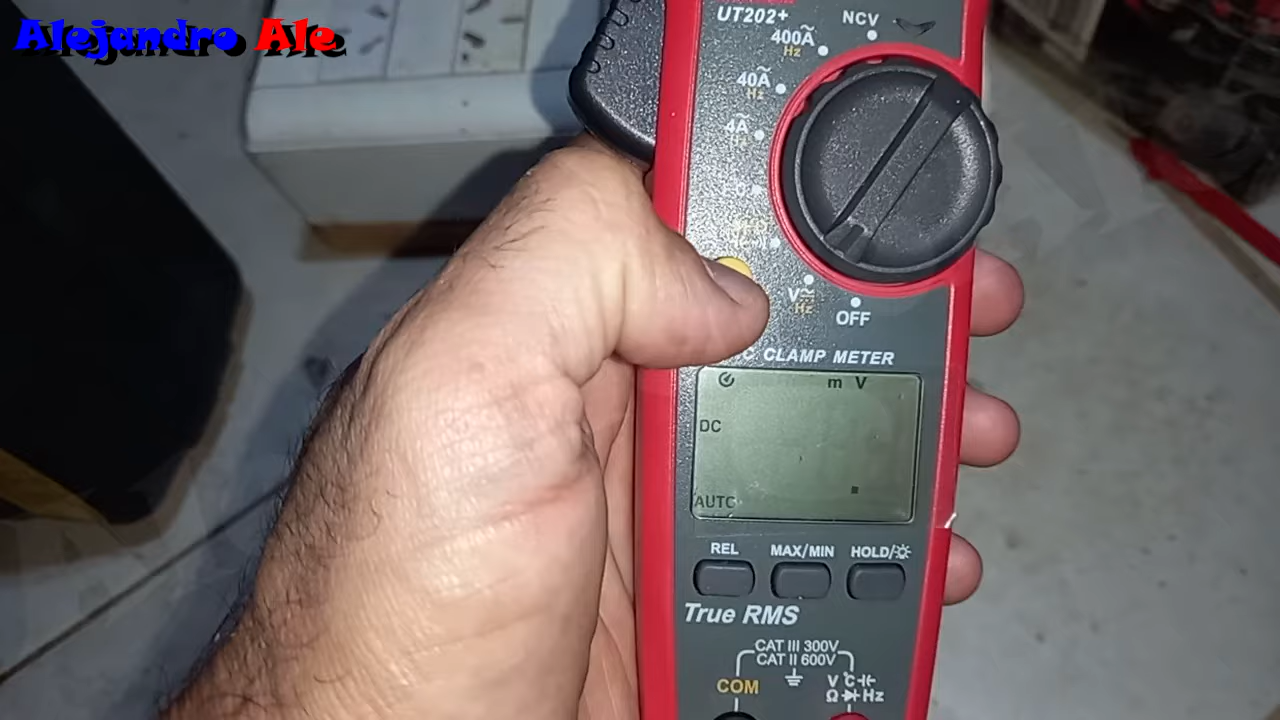 Alejandro Ale
UT202+
NCV
400A
Hz
40A
Hz
4A
Hz
V
Hz
OFF
CLAMP METER
m V
DC
AUTO
REL MAX/MIN HOLD/
True RMS
CAT III 300V
CAT II 600V
COM
V °C
Ω Hz